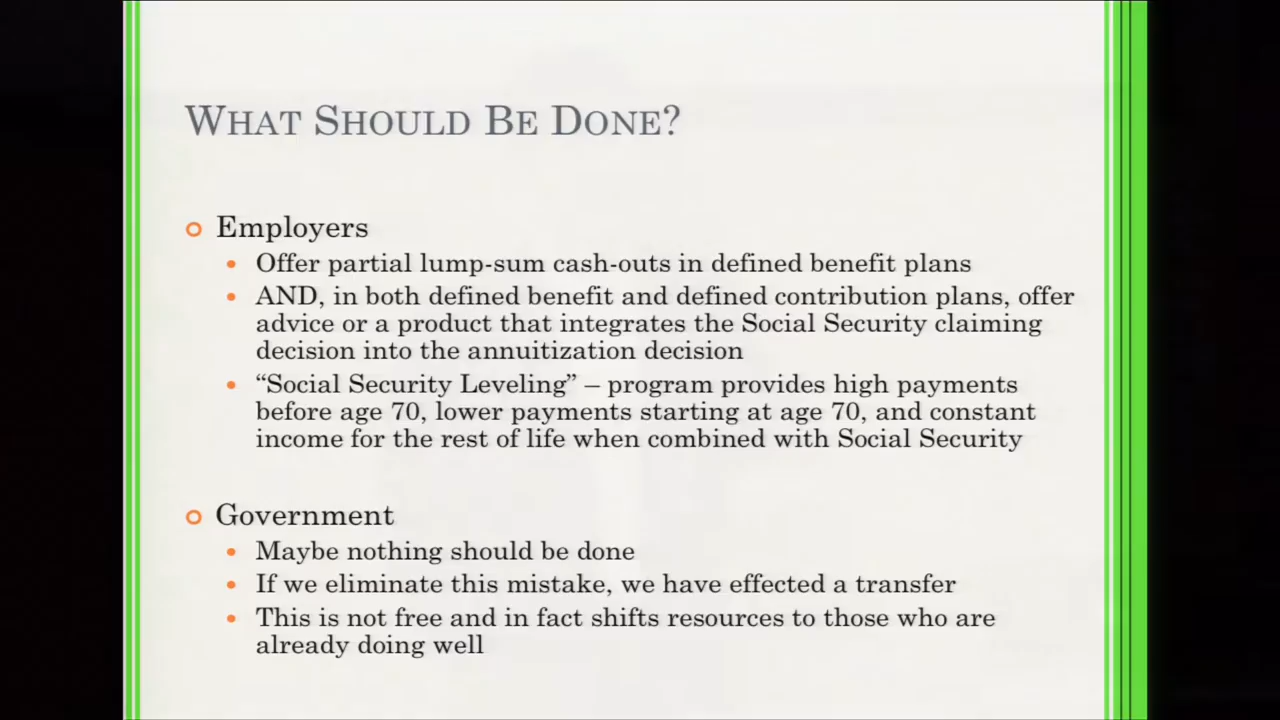 WHAT SHOULD BE DONE?
Employers
Offer partial lump-sum cash-outs in defined benefit plans
AND, in both defined benefit and defined contribution plans, offer
advice or a product that integrates the Social Security claiming
decision into the annuitization decision
“Social Security Leveling” – program provides high payments
before age 70, lower payments starting at age 70, and constant
income for the rest of life when combined with Social Security
Government
Maybe nothing should be done
If we eliminate this mistake, we have effected a transfer
This is not free and in fact shifts resources to those who are
already doing well